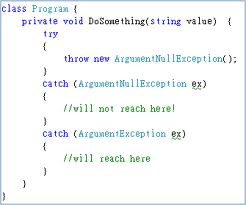 class Program {
    private void DoSomething(string value)  {
        try
        {
            throw new ArgumentNullException();
        }
        catch (ArgumentNullException ex)
        {
            //will not reach here!
        }
        catch (ArgumentException ex)
        {
            //will reach here
        }
    }
}